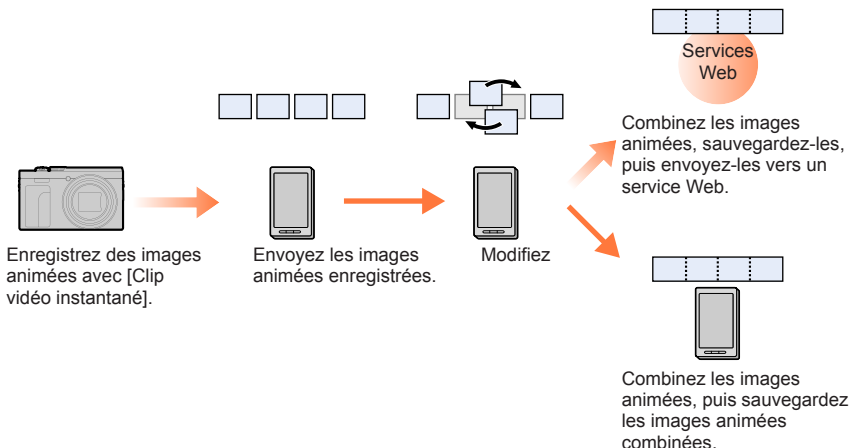 Services
Web
Combinez les images
animées, sauvegardez-les,
puis envoyez-les vers un
service Web.
Enregistrez des images
animées avec [Clip
vidéo instantané].
Envoyez les images
animées enregistrées.
Modifiez
Combinez les images
animées, puis sauvegardez
les images animées
combinées.